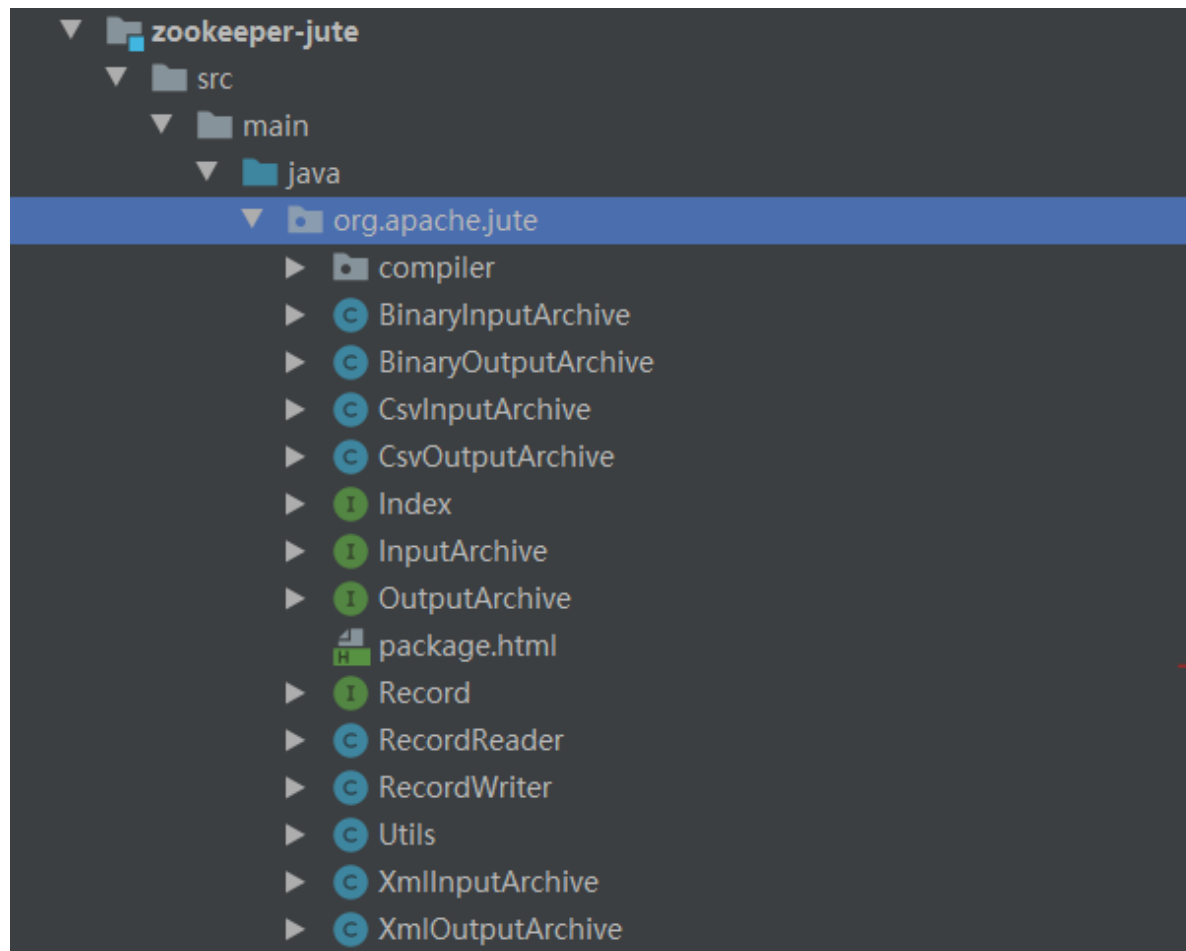 zookeeper-jute
src
main
java
org.apache.jute
compiler
BinaryInputArchive
BinaryOutputArchive
CsvInputArchive
CsvOutputArchive
Index
InputArchive
OutputArchive
package.html
Record
RecordReader
RecordWriter
Utils
XmlInputArchive
XmlOutputArchive